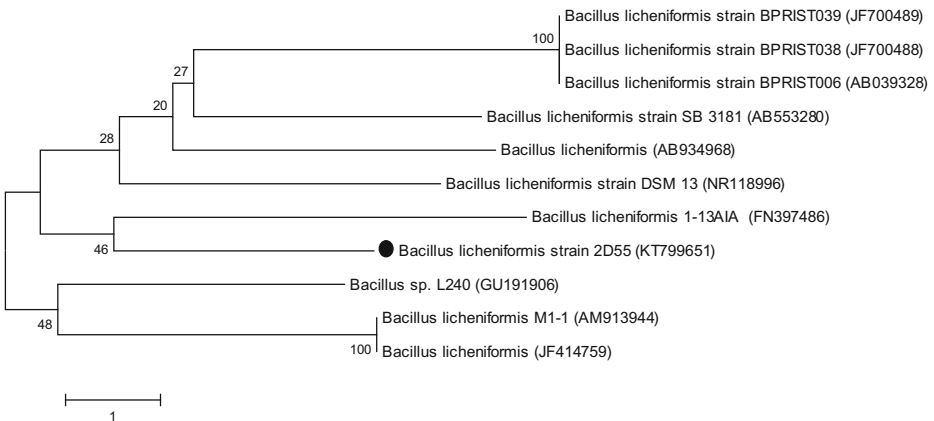 Bacillus licheniformis strain BPRIST039 (JF700489)
100
Bacillus licheniformis strain BPRIST038 (JF700488)
27
Bacillus licheniformis strain BPRIST006 (AB039328)
20
Bacillus licheniformis strain SB 3181 (AB553280)
28
Bacillus licheniformis (AB934968)
Bacillus licheniformis strain DSM 13 (NR118996)
Bacillus licheniformis 1-13AIA (FN397486)
46
Bacillus licheniformis strain 2D55 (KT799651)
Bacillus sp. L240 (GU191906)
48
Bacillus licheniformis M1-1 (AM913944)
100
Bacillus licheniformis (JF414759)
1